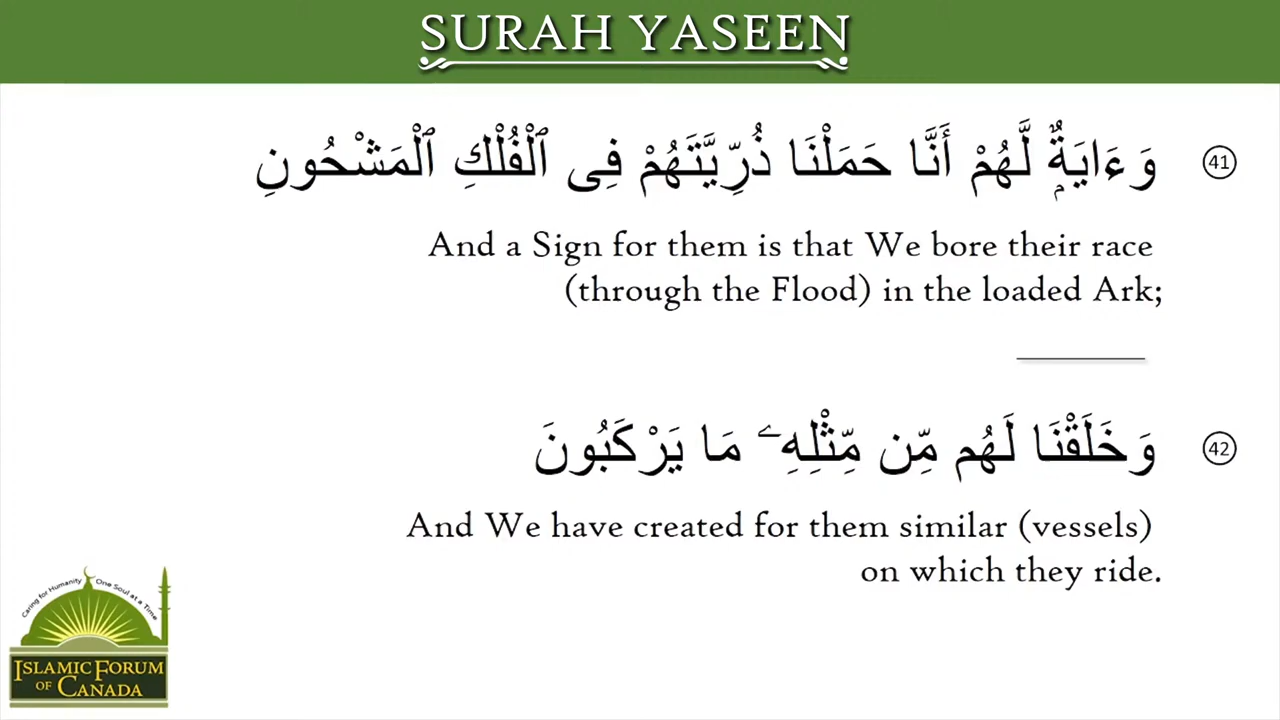 SURAH YASEEN
وَءَايَةٌۭ لَّهُمْ أَنَّا حَمَلْنَا ذُرِّيَّتَهُمْ فِى ٱلْفُلْكِ ٱلْمَشْحُونِ ㊶
And a Sign for them is that We bore their race
(through the Flood) in the loaded Ark;
وَخَلَقْنَا لَهُم مِّن مِّثْلِهِۦ مَا يَرْكَبُونَ ㊷
And We have created for them similar (vessels)
on which they ride.
Caring for Humanity One Soul at a Time
ISLAMIC FORUM
OF CANADA